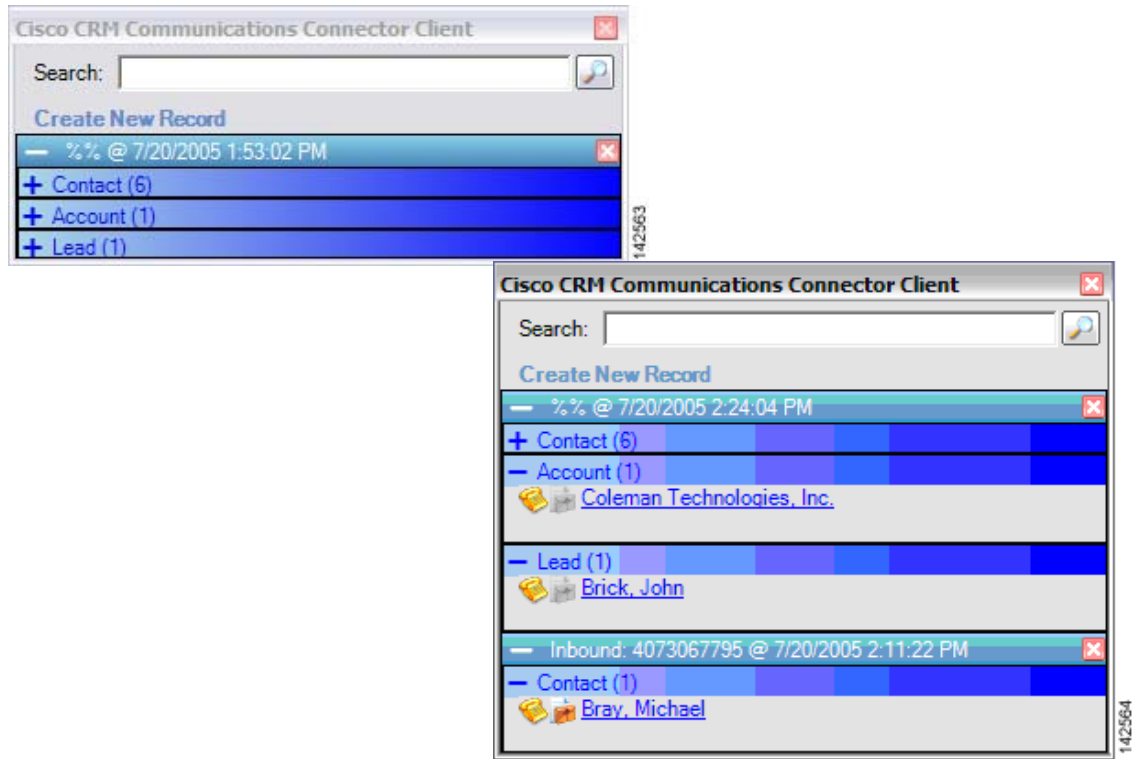 Cisco CRM Communications Connector Client
Search:
Create New Record
%% @ 7/20/2005 1:53:02 PM
Contact (6)
Account (1)
Lead (1)
142563
Cisco CRM Communications Connector Client
Search:
Create New Record
%% @ 7/20/2005 2:24:04 PM
Contact (6)
Account (1)
Coleman Technologies, Inc.
Lead (1)
Brick, John
Inbound: 4073067795 @ 7/20/2005 2:11:22 PM
Contact (1)
Bray, Michael
142564